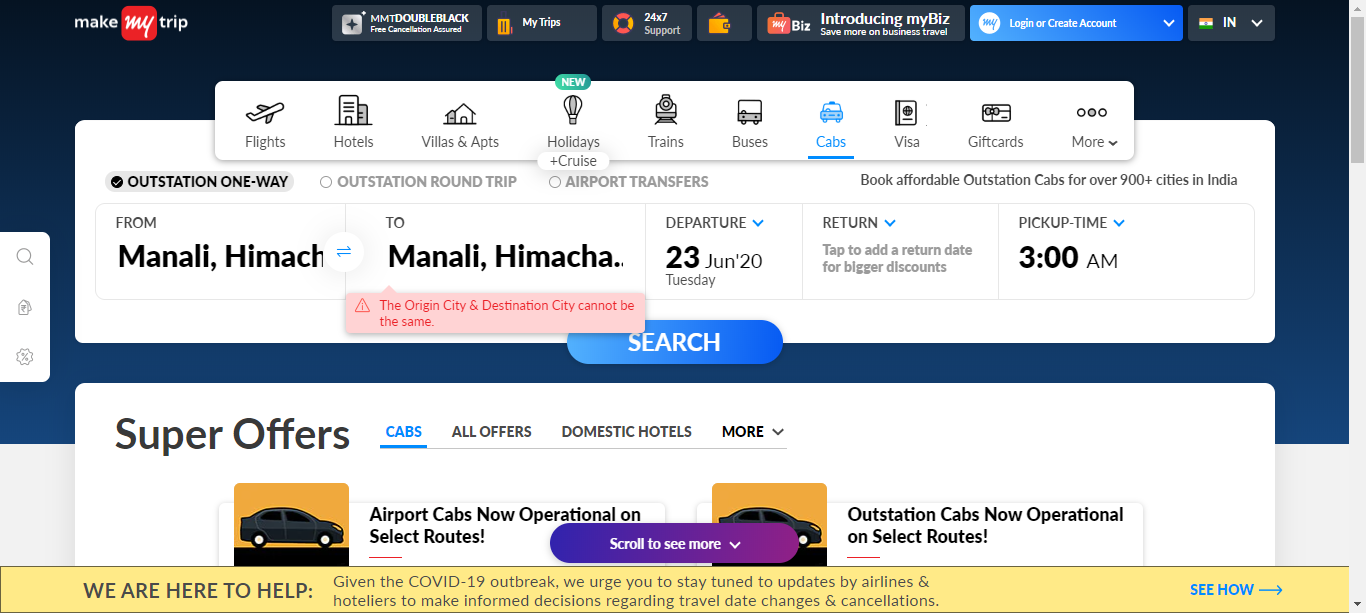 make my trip
MMTDOUBLEBLACK
Free Cancellation Assured
My Trips
24x7
Support
my Biz
Introducing myBiz
Save more on business travel
my
Login or Create Account
IN
NEW
Flights
Hotels
Villas & Apts
Holidays
+Cruise
Trains
Buses
Cabs
Visa
Giftcards
More
OUTSTATION ONE-WAY
OUTSTATION ROUND TRIP
AIRPORT TRANSFERS
Book affordable Outstation Cabs for over 900+ cities in India
FROM
Manali, Himach
TO
Manali, Himacha..
DEPARTURE
23 Jun'20
Tuesday
RETURN
Tap to add a return date
for bigger discounts
PICKUP-TIME
3:00 AM
The Origin City & Destination City cannot be
the same.
SEARCH
Super Offers
CABS
ALL OFFERS
DOMESTIC HOTELS
MORE
Airport Cabs Now Operational on
Select Routes!
Outstation Cabs Now Operational
on Select Routes!
Scroll to see more
WE ARE HERE TO HELP:
Given the COVID-19 outbreak, we urge you to stay tuned to updates by airlines &
hoteliers to make informed decisions regarding travel date changes & cancellations.
SEE HOW